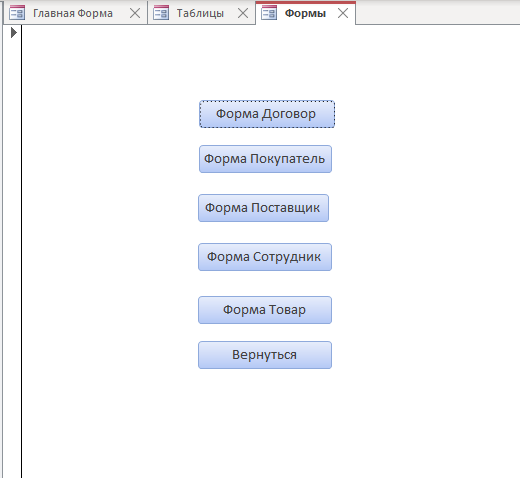 Главная Форма Таблицы Формы
Форма Договор
Форма Покупатель
Форма Поставщик
Форма Сотрудник
Форма Товар
Вернуться